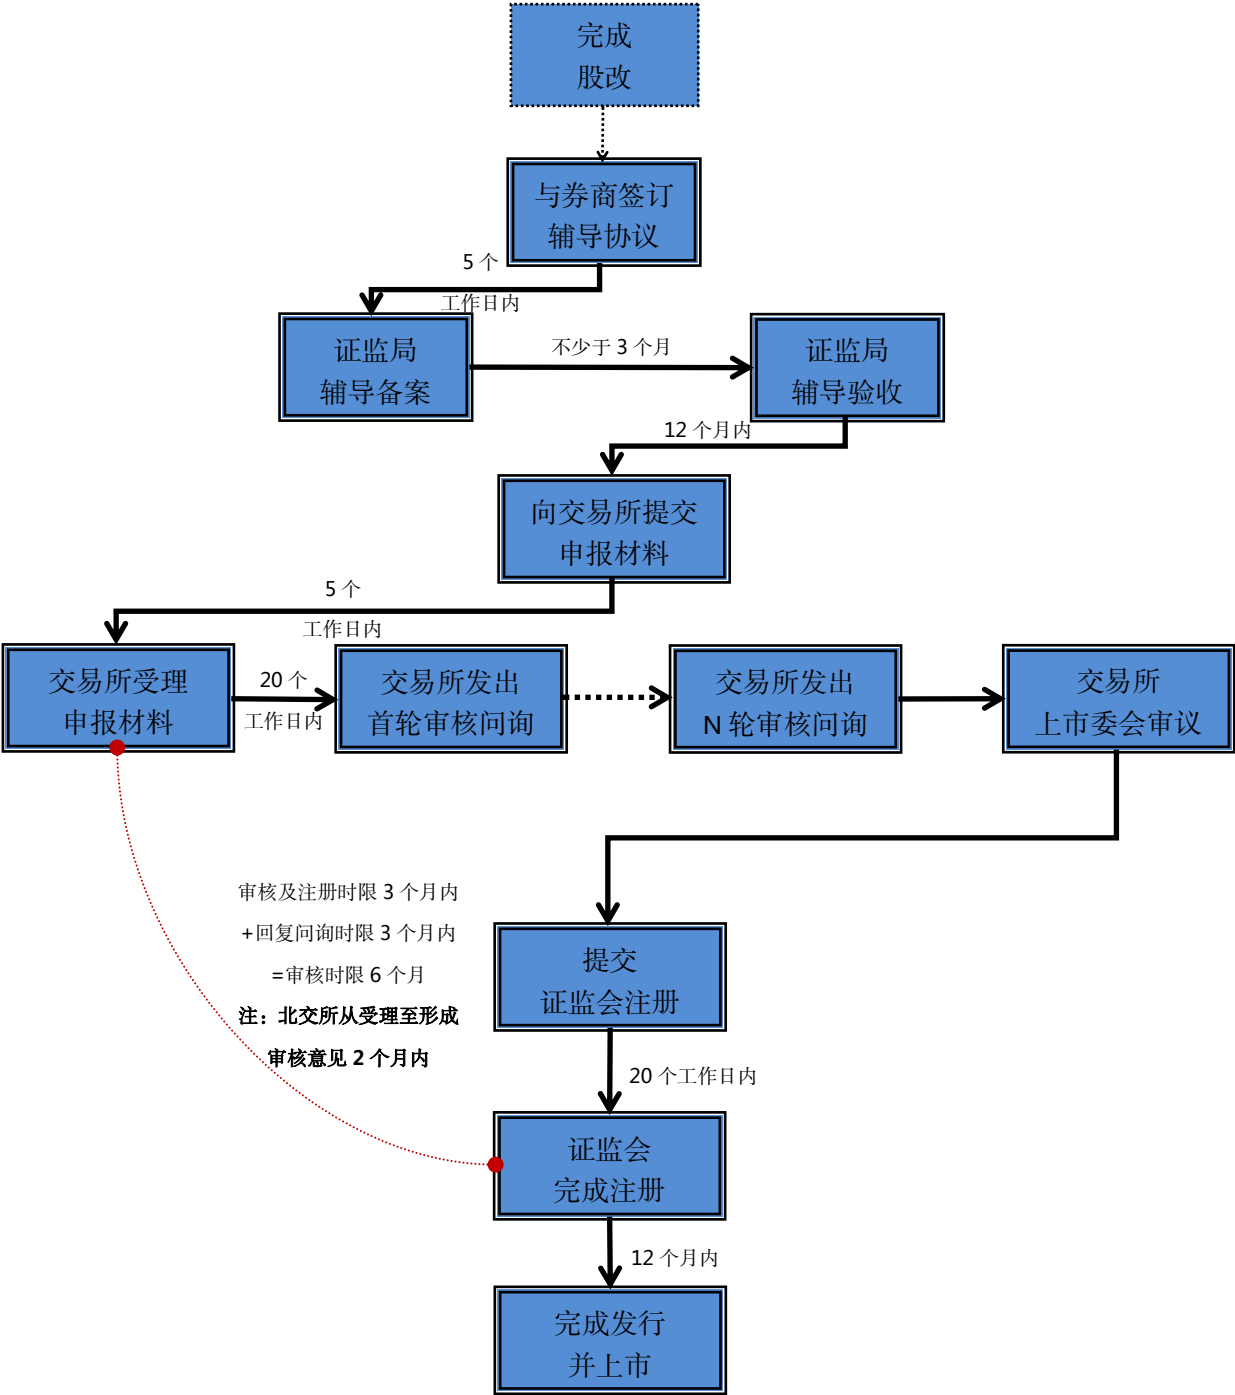 完成
股改
与券商签订
辅导协议
5 个
工作日内
证监局
辅导备案
不少于 3 个月
证监局
辅导验收
12 个月内
向交易所提交
申报材料
5 个
工作日内
交易所受理
申报材料
20 个
工作日内
交易所发出
首轮审核问询
交易所发出
N 轮审核问询
交易所
上市委会审议
审核及注册时限 3 个月内
+回复问询时限 3 个月内
=审核时限 6 个月
注：北交所从受理至形成
审核意见 2 个月内
提交
证监会注册
20 个工作日内
证监会
完成注册
12 个月内
完成发行
并上市